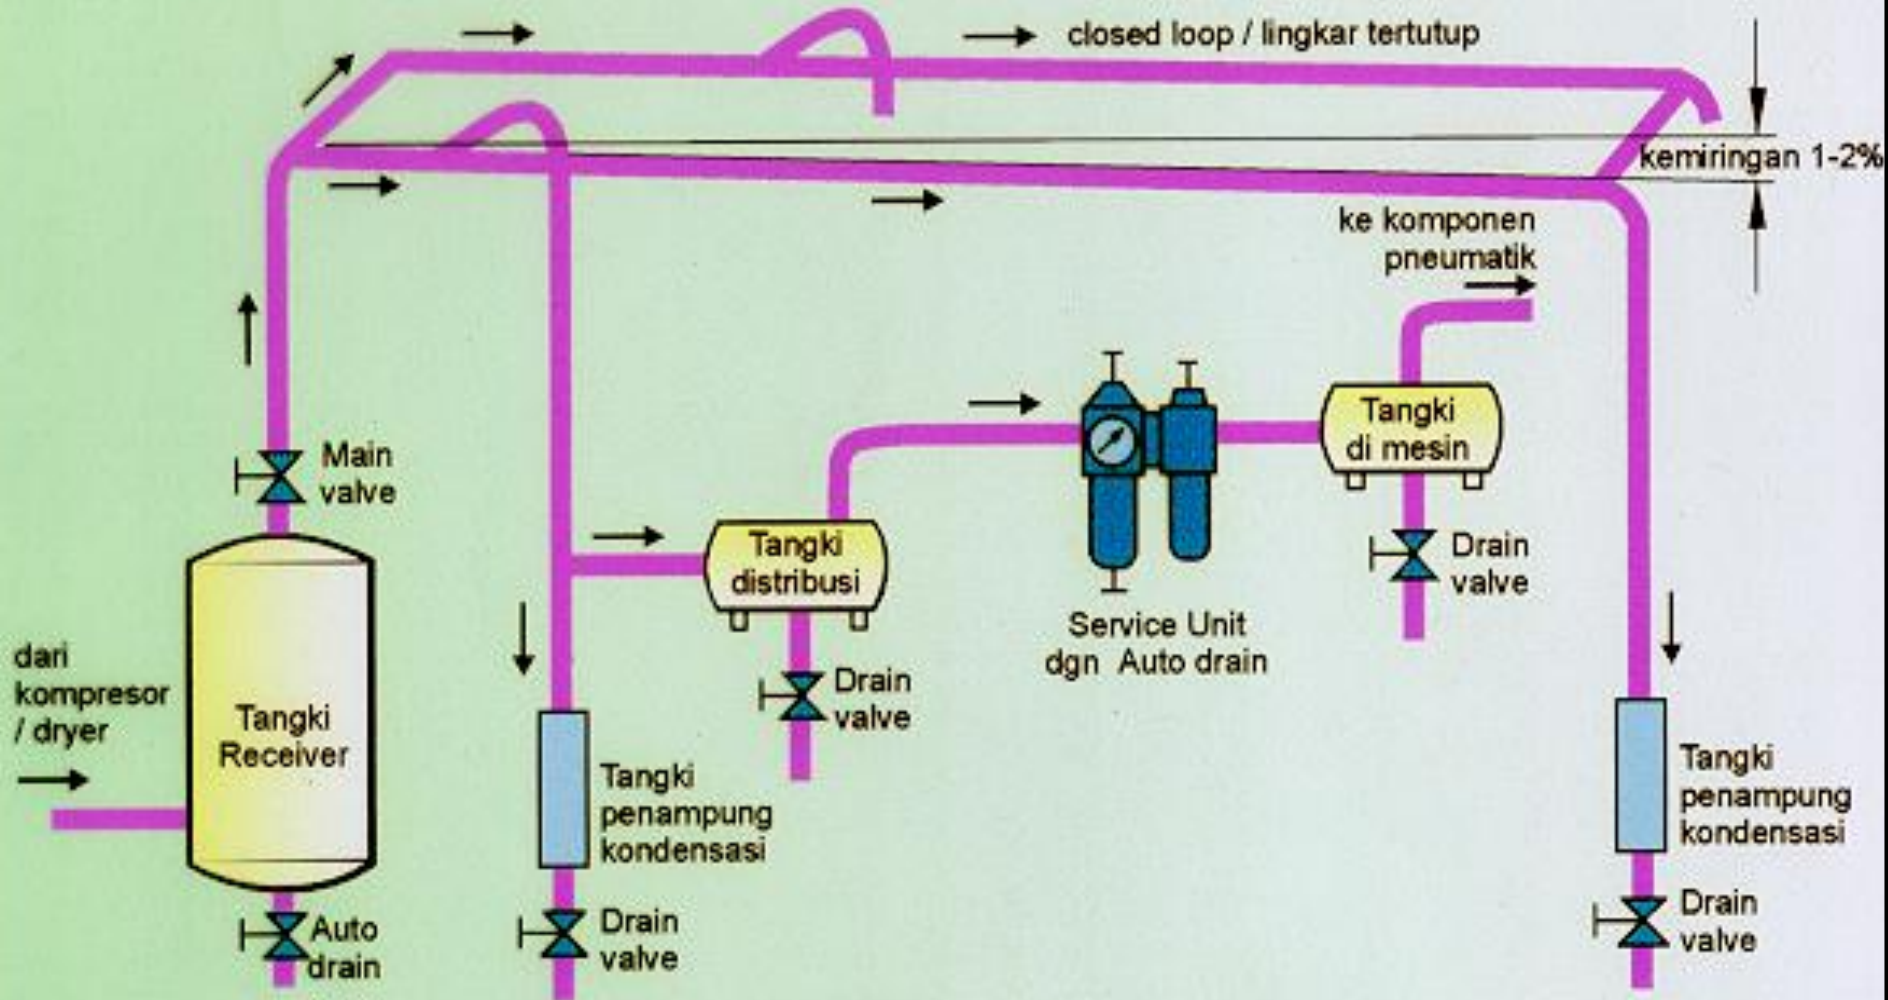 closed loop / lingkar tertutup
kemiringan 1-2%
ke komponen
pneumatik
Main
valve
Tangki
di mesin
Tangki
distribusi
Drain
valve
Service Unit
dgn Auto drain
dari
kompresor
/ dryer
Tangki
Receiver
Drain
valve
Tangki
penampung
kondensasi
Tangki
penampung
kondensasi
Auto
drain
Drain
valve
Drain
valve